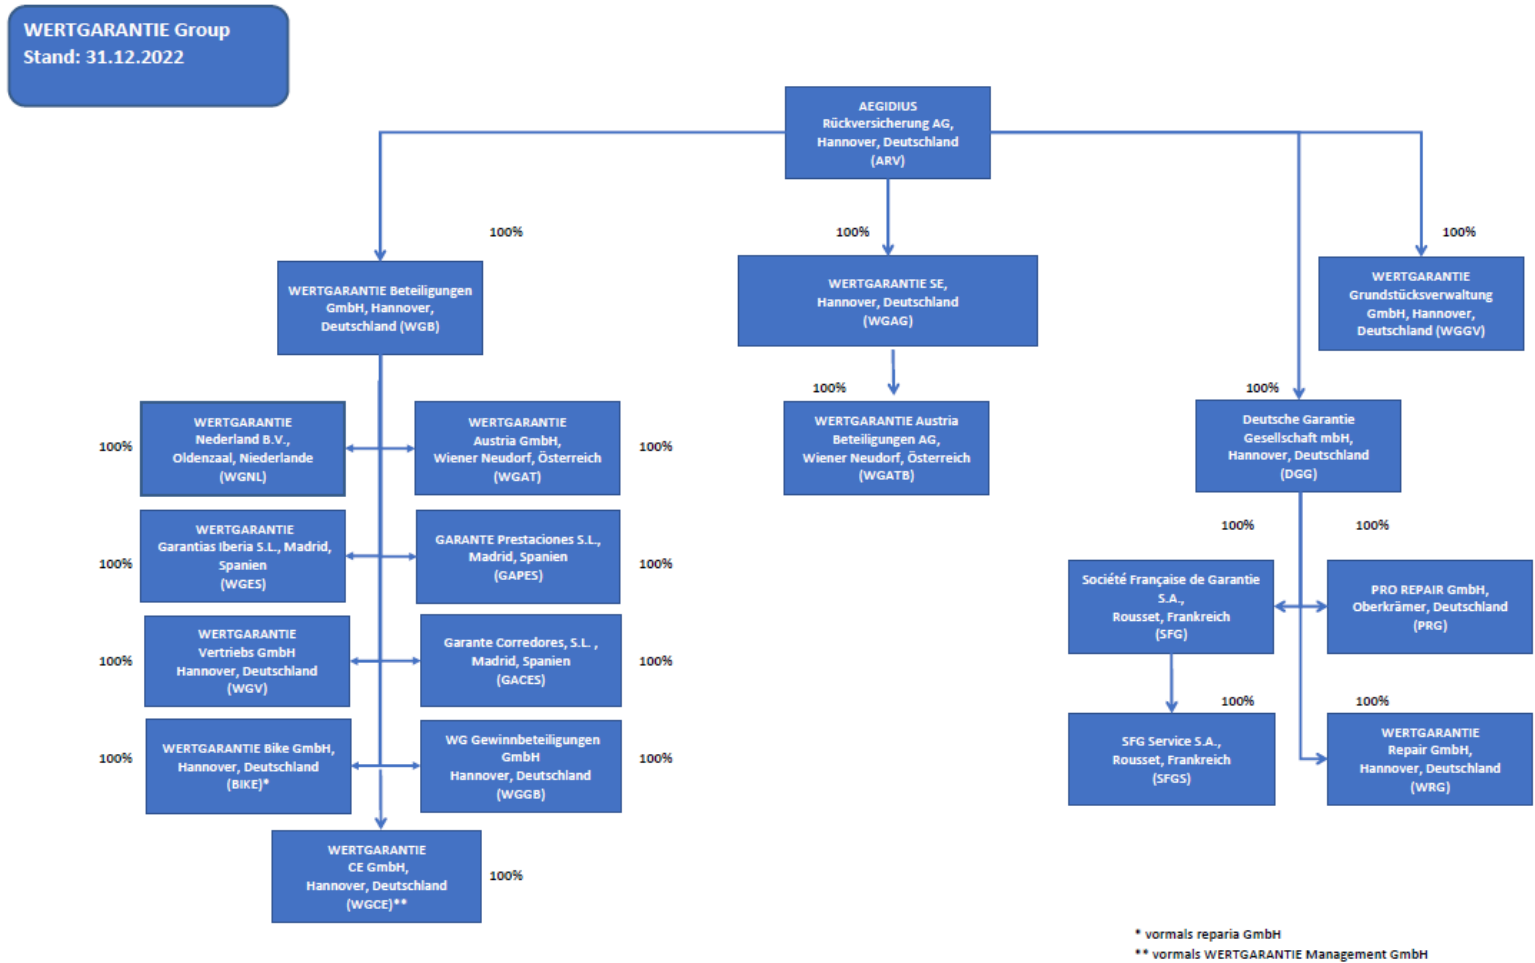 WERTGARANTIE Group
Stand: 31.12.2022
AEGIDIUS
Rückversicherung AG,
Hannover, Deutschland
(ARV)
100%
100%
100%
WERTGARANTIE Beteiligungen
GmbH, Hannover,
Deutschland (WGB)
WERTGARANTIE SE,
Hannover, Deutschland
(WGAG)
WERTGARANTIE
Grundstücksverwaltung
GmbH, Hannover,
Deutschland (WGGV)
100%
100%
100%
WERTGARANTIE
Nederland B.V.,
Oldenzaal, Niederlande
(WGNL)
WERTGARANTIE
Austria GmbH,
Wiener Neudorf, Österreich
(WGAT)
100%
WERTGARANTIE Austria
Beteiligungen AG,
Wiener Neudorf, Österreich
(WGATB)
Deutsche Garantie
Gesellschaft mbH,
Hannover, Deutschland
(DGG)
100%
100%
100%
WERTGARANTIE
Garantias Iberia S.L., Madrid,
Spanien
(WGES)
GARANTE Prestaciones S.L.,
Madrid, Spanien
(GAPES)
100%
Société Française de Garantie
S.A.,
Rousset, Frankreich
(SFG)
PRO REPAIR GmbH,
Oberkrämer, Deutschland
(PRG)
100%
WERTGARANTIE
Vertriebs GmbH
Hannover, Deutschland
(WGV)
Garante Corredores, S.L. ,
Madrid, Spanien
(GACES)
100%
100%
100%
100%
WERTGARANTIE Bike GmbH,
Hannover, Deutschland
(BIKE)*
WG Gewinnbeteiligungen
GmbH
Hannover, Deutschland
(WGGB)
100%
SFG Service S.A.,
Rousset, Frankreich
(SFGS)
WERTGARANTIE
Repair GmbH,
Hannover, Deutschland
(WRG)
WERTGARANTIE
CE GmbH,
Hannover, Deutschland
(WGCE)**
100%
* vormals reparia GmbH
** vormals WERTGARANTIE Management GmbH